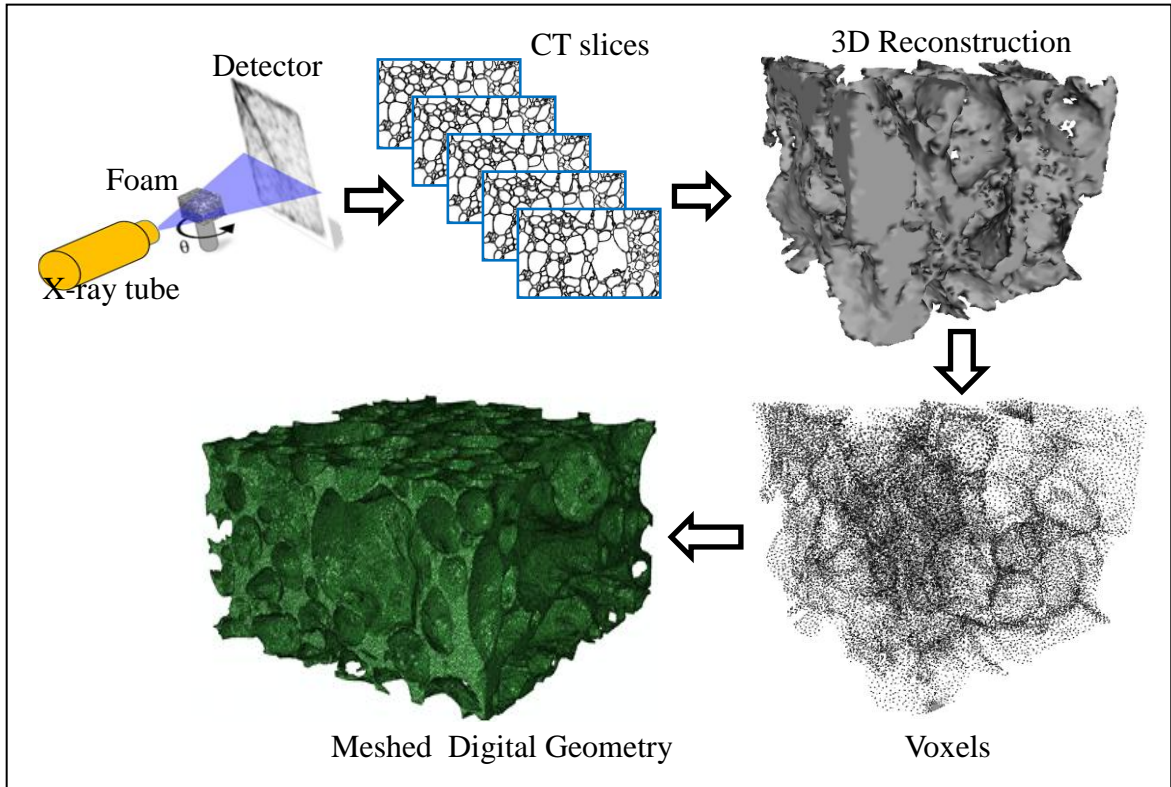 CT slices
3D Reconstruction
Detector
Foam
θ
X-ray tube
Meshed Digital Geometry
Voxels